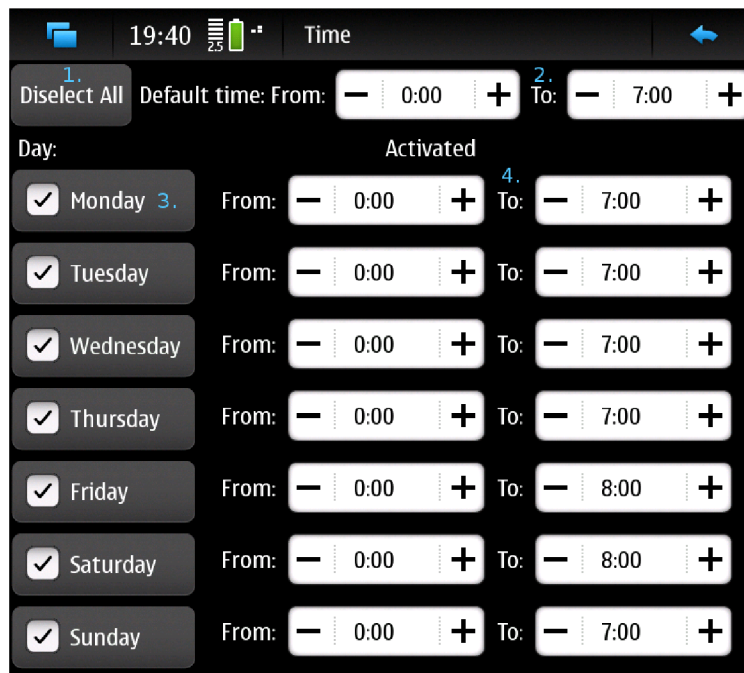 19:40 2.5 Time
1. 2.
Diselect All Default time: From: 0:00 To: 7:00
Day: Activated
4.
Monday 3. From: 0:00 To: 7:00
Tuesday From: 0:00 To: 7:00
Wednesday From: 0:00 To: 7:00
Thursday From: 0:00 To: 7:00
Friday From: 0:00 To: 8:00
Saturday From: 0:00 To: 8:00
Sunday From: 0:00 To: 7:00